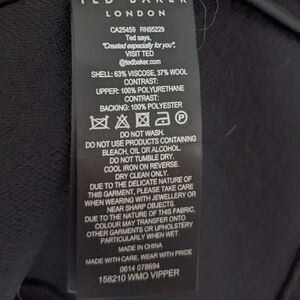 TED BAKER
LONDON
CA25459 RN95229
Ted says,
"Created especially for you".
VISIT TED
@tedbaker.com
SHELL: 63% VISCOSE, 37% WOOL
CONTRAST:
UPPER: 100% POLYURETHANE
CONTRAST:
BACKING: 100% POLYESTER
DO NOT WASH.
DO NOT USE PRODUCTS CONTAINING
BLEACH, OIL OR ALCOHOL.
DO NOT TUMBLE DRY.
COOL IRON ON REVERSE.
DRY CLEAN ONLY.
DUE TO THE DELICATE NATURE OF
THIS GARMENT, PLEASE TAKE CARE
WHEN WEARING WITH JEWELLERY OR
NEAR SHARP OBJECTS.
DUE TO THE NATURE OF THIS FABRIC,
COLOUR MAY TRANSFER ONTO
OTHER GARMENTS OR UPHOLSTERY
PARTICULARLY WHEN WET.
MADE IN CHINA
MADE WITH CARE, WEAR WITH PRIDE
0614 078694
158210 WMO VIPPER